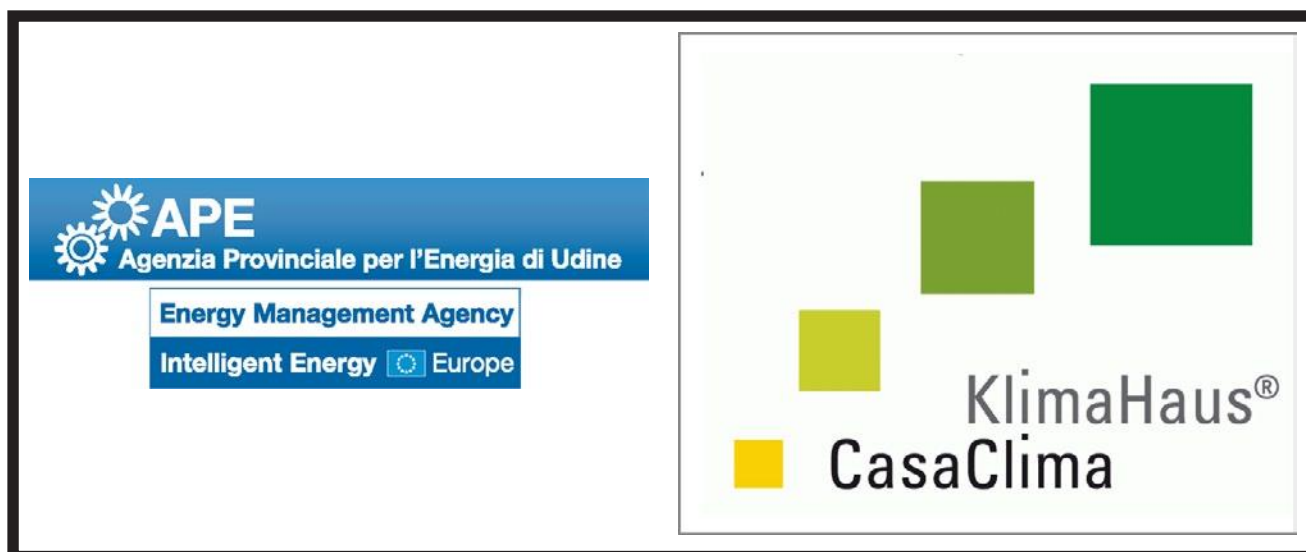 APE
Agenzia Provinciale per l'Energia di Udine
Energy Management Agency
Intelligent Energy Europe
KlimaHaus®
CasaClima